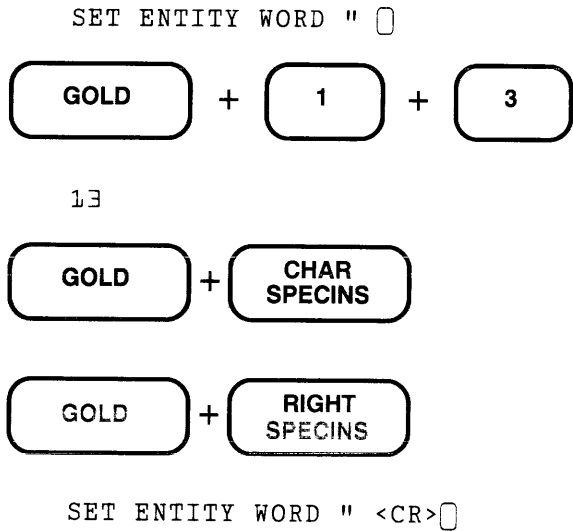 SET ENTITY WORD "
GOLD + 1 + 3
13
GOLD + CHAR SPECINS
GOLD + RIGHT SPECINS
SET ENTITY WORD " <CR>